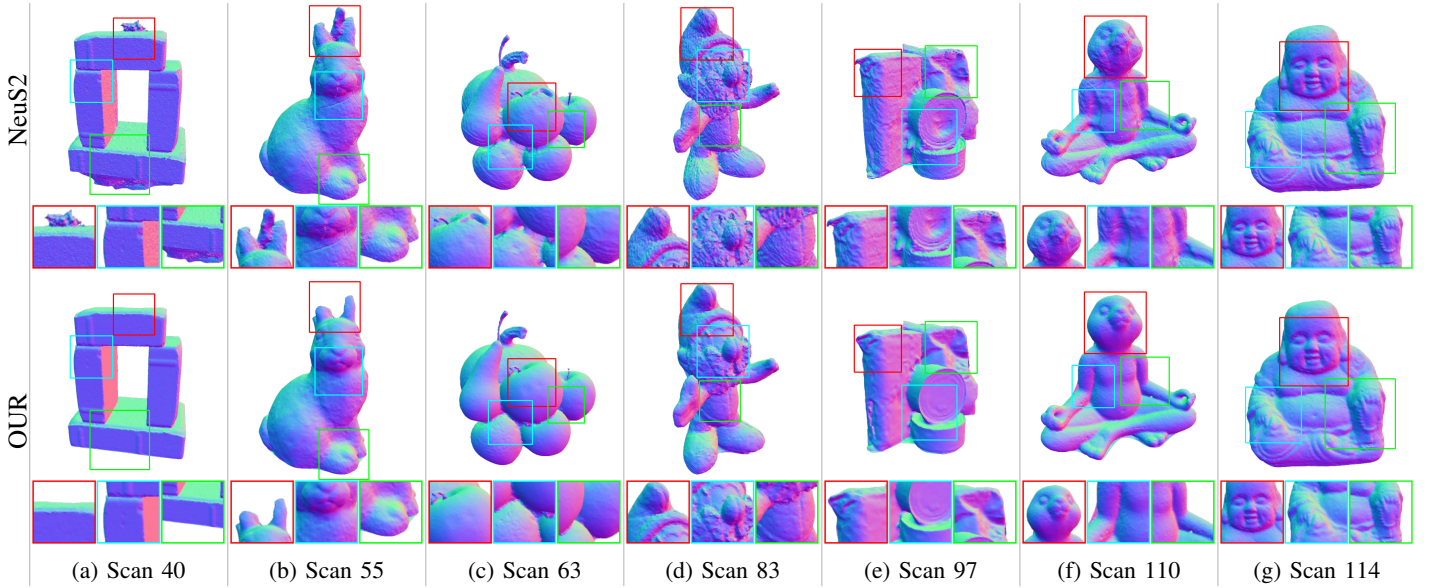 NeuS2
OUR
(a) Scan 40
(b) Scan 55
(c) Scan 63
(d) Scan 83
(e) Scan 97
(f) Scan 110
(g) Scan 114